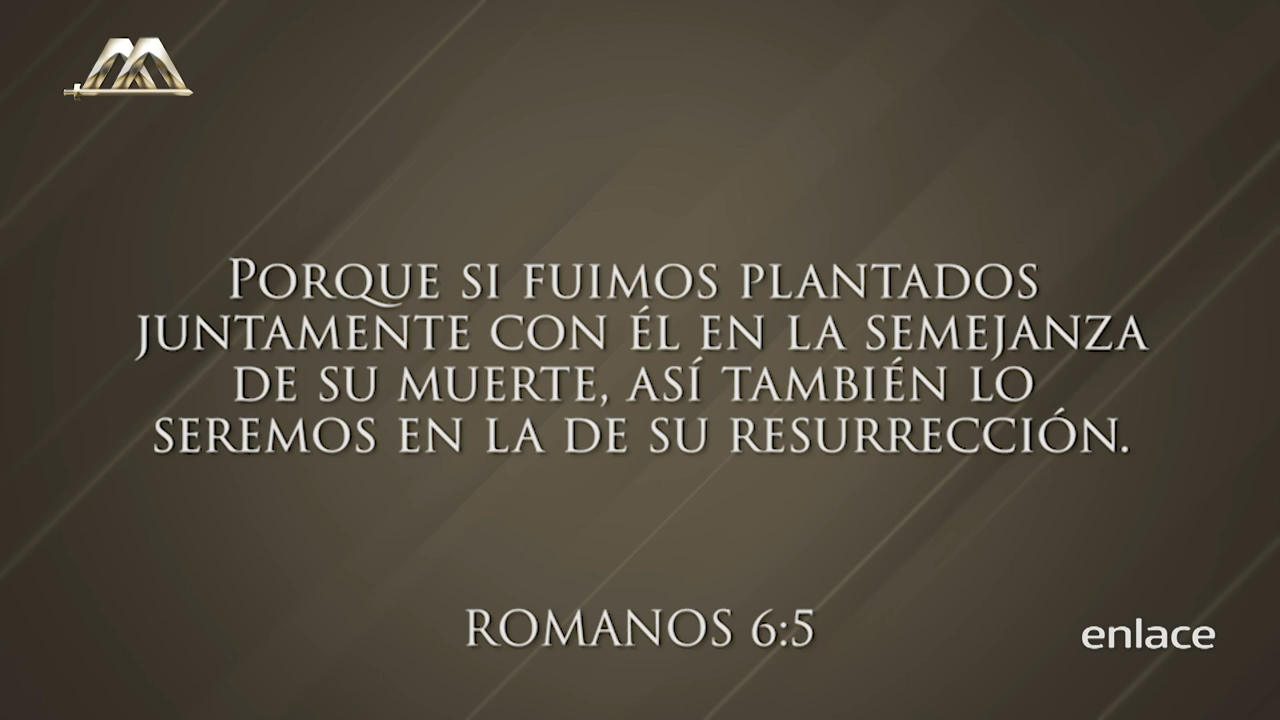 Porque si fuimos plantados
juntamente con él en la semejanza
de su muerte, así también lo
seremos en la de su resurrección.
ROMANOS 6:5
enlace